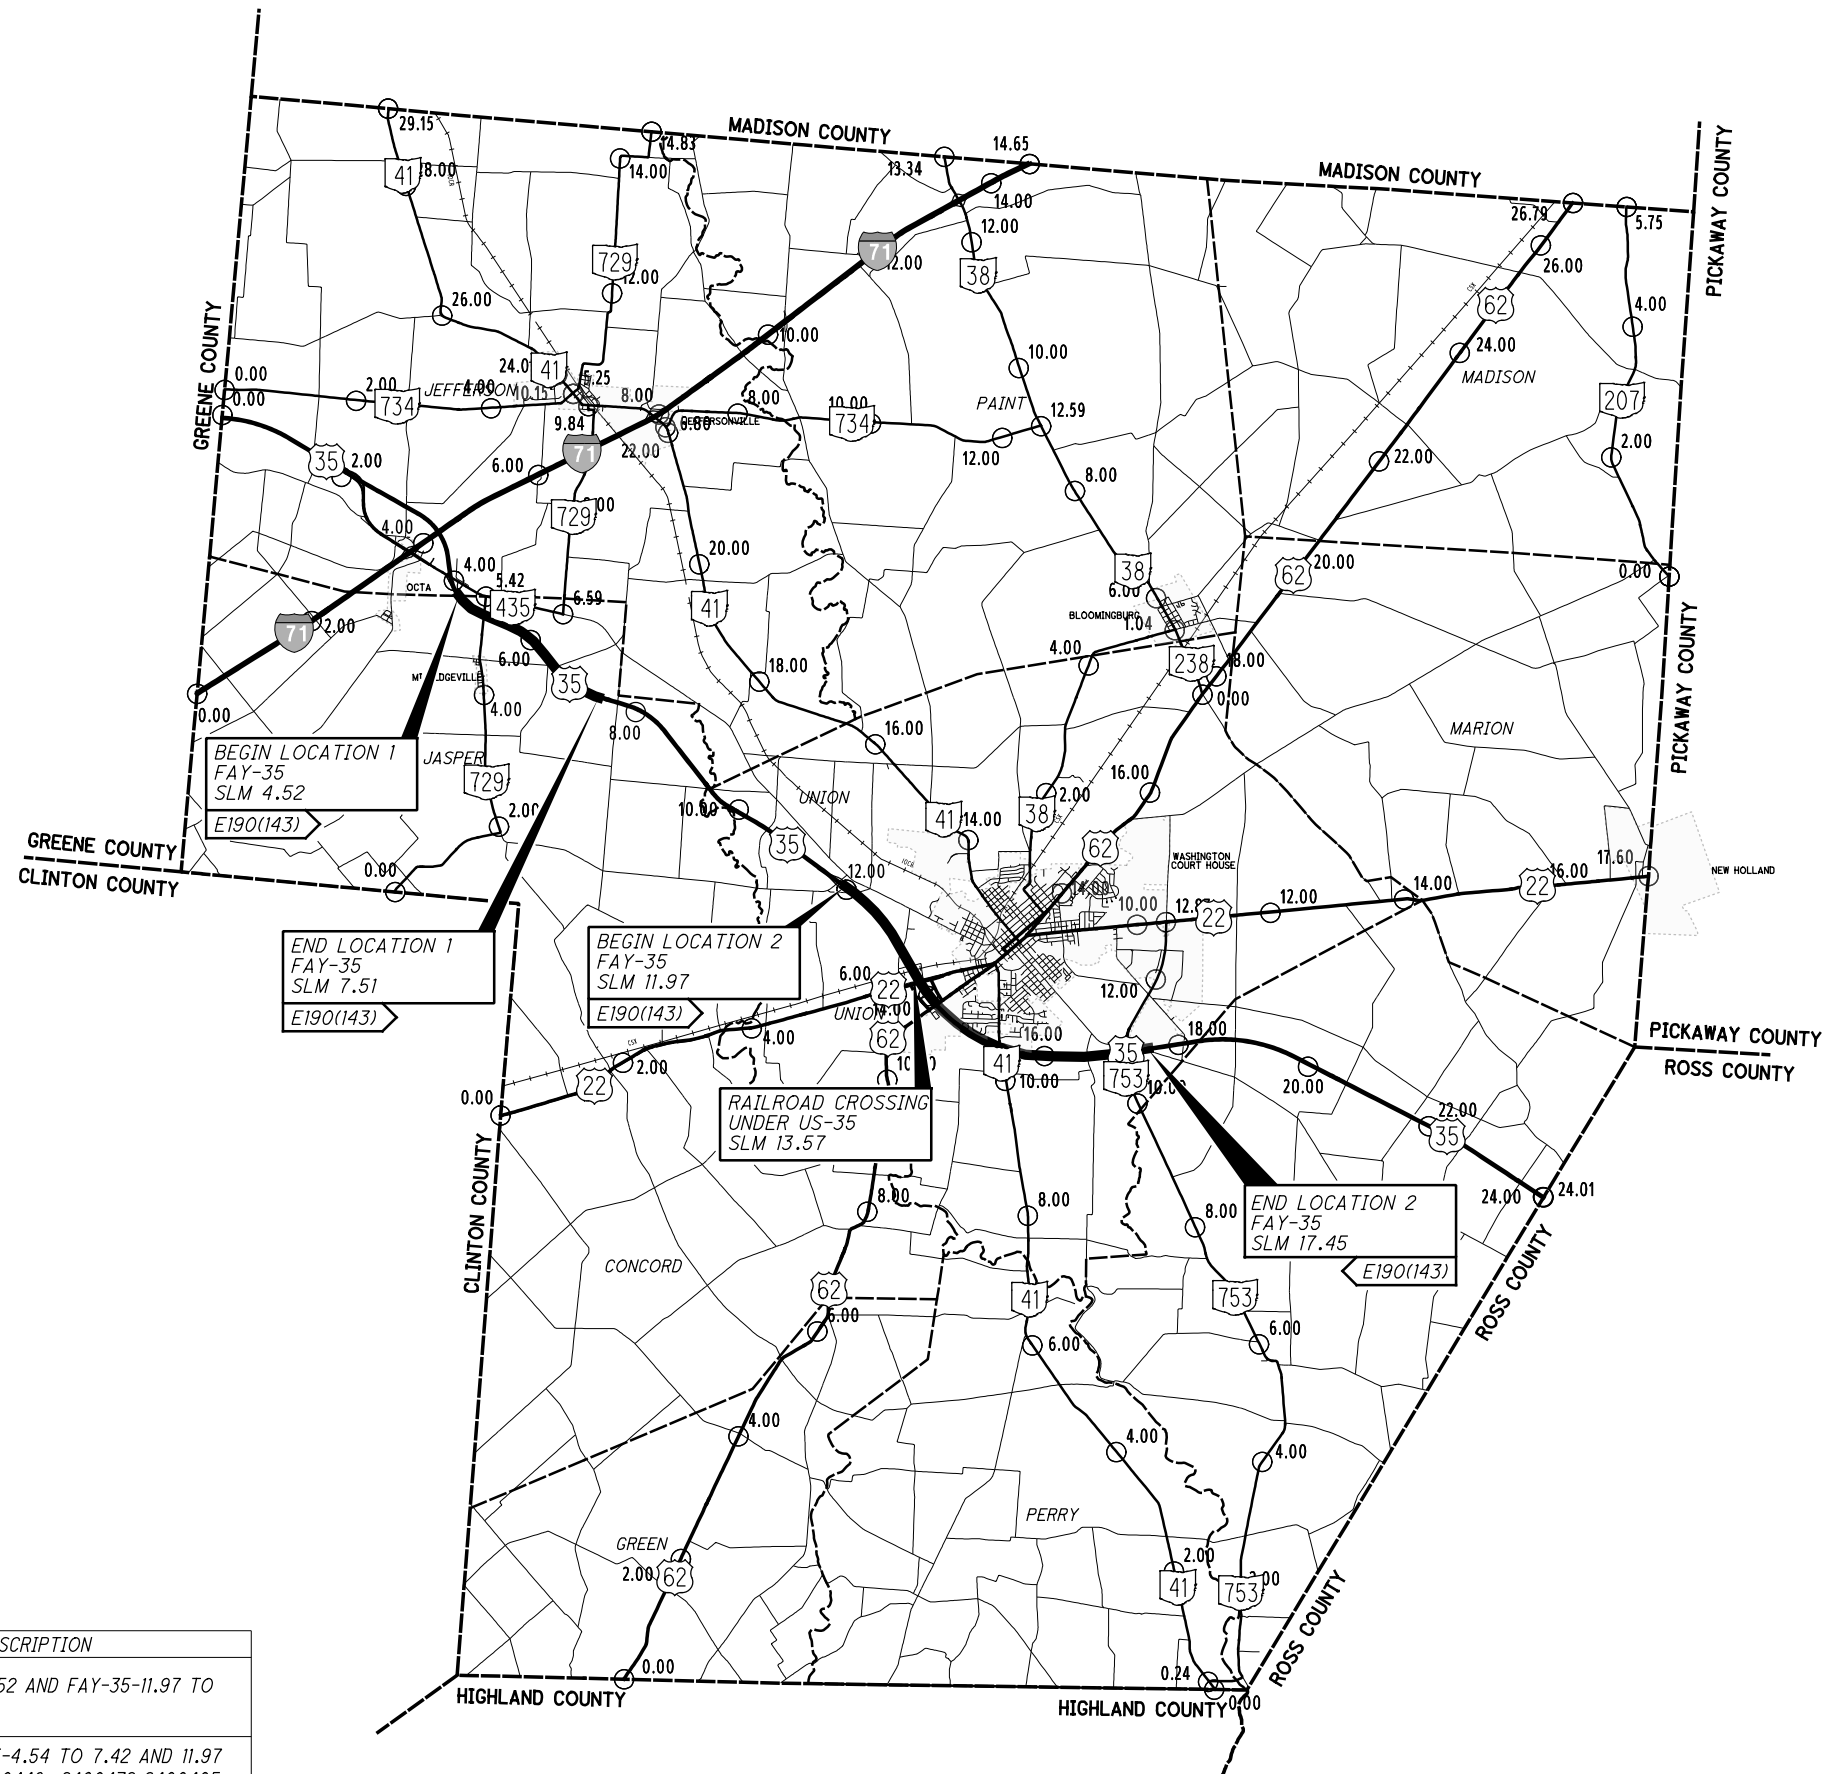 MADISON COUNTY
MADISON COUNTY
PICKAWAY COUNTY
29.15
14.83
14.65
13.34
14.00
14.00
41
12.00
26.79
5.75
729
12.00
71
38
26.00
62
4.00
26.00
10.00
10.00
24.00
GREENE COUNTY
0.00
0.00
2.00
734
JEFFERSON
4.00
10.15
41
5.25
8.00
JEFFERSONVILLE
8.00
10.00
734
PAINT
12.59
MADISON
207
9.84
22.00
71
6.00
12.00
22.00
2.00
35
2.00
8.00
729
4.00
20.00
4.00
5.42
OCTA
435
6.59
41
38
6.00
62
20.00
0.00
BLOOMINGBURG
1.04
71
2.00
6.00
4.00
238
18.00
0.00
PICKAWAY COUNTY
35
18.00
4.00
0.00
8.00
16.00
MARION
BEGIN LOCATION 1
FAY-35
SLM 4.52
E190(143)
JASPER
729
2.00
16.00
2.00
38
UNION
10.00
35
41
14.00
62
GREENE COUNTY
CLINTON COUNTY
0.00
12.00
14.00
WASHINGTON
COURT HOUSE
17.60
16.00
22
NEW HOLLAND
14.00
12.00
22
10.00
END LOCATION 1
FAY-35
SLM 7.51
E190(143)
BEGIN LOCATION 2
FAY-35
SLM 11.97
E190(143)
6.00
22
14.00
UNION
62
12.00
16.00
18.00
35
753
41
10.00
4.00
CSX
2.00
22
0.00
PICKAWAY COUNTY
ROSS COUNTY
20.00
22.00
35
24.00
24.01
RAILROAD CROSSING
UNDER US-35
SLM 13.57
CLINTON COUNTY
8.00
8.00
8.00
END LOCATION 2
FAY-35
SLM 17.45
E190(143)
ROSS COUNTY
CONCORD
62
6.00
41
6.00
753
6.00
4.00
4.00
4.00
PERRY
GREEN
2.00
62
2.00
41
753
ROSS COUNTY
0.00
0.24
0.00
HIGHLAND COUNTY
HIGHLAND COUNTY
SCRIPTION
52 AND FAY-35-11.97 TO
-4.54 TO 7.42 AND 11.97